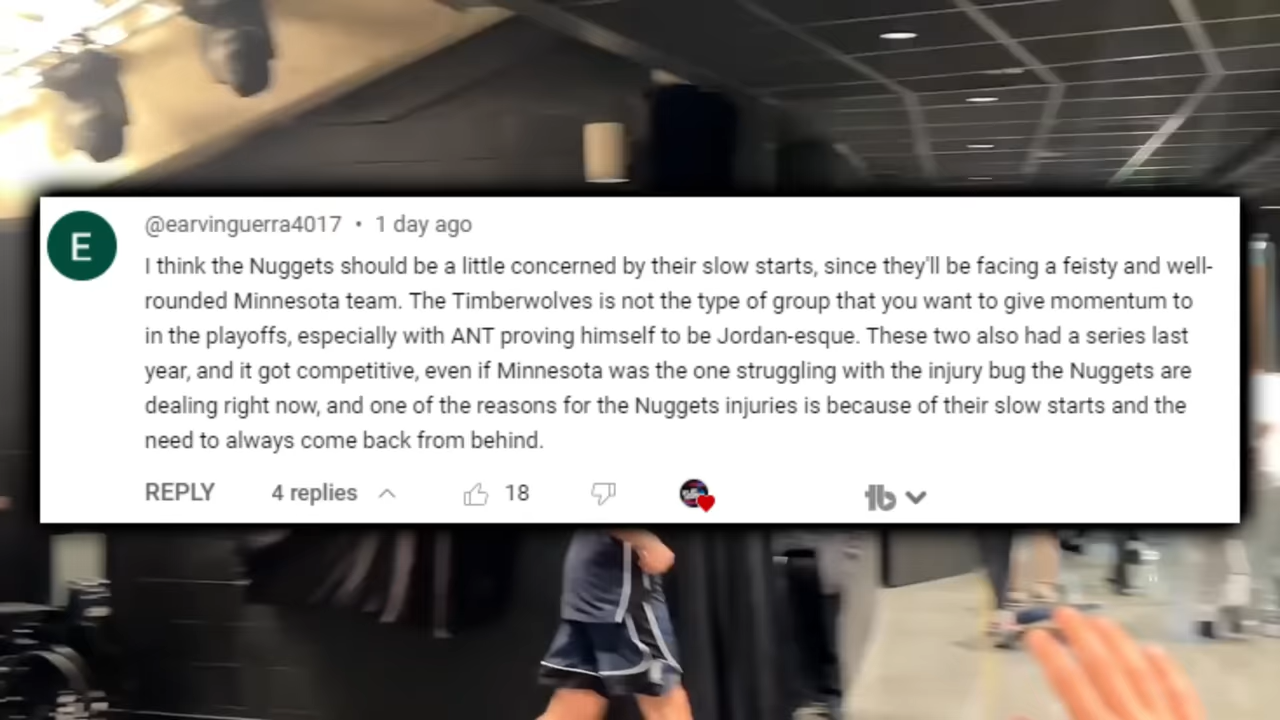 E
@earvinguerra4017 • 1 day ago
I think the Nuggets should be a little concerned by their slow starts, since they'll be facing a feisty and well-
rounded Minnesota team. The Timberwolves is not the type of group that you want to give momentum to
in the playoffs, especially with ANT proving himself to be Jordan-esque. These two also had a series last
year, and it got competitive, even if Minnesota was the one struggling with the injury bug the Nuggets are
dealing right now, and one of the reasons for the Nuggets injuries is because of their slow starts and the
need to always come back from behind.
REPLY 4 replies 18 tb